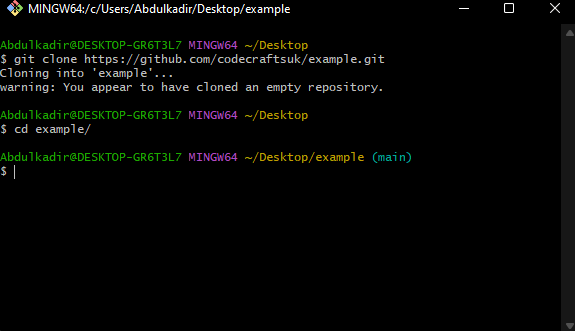 MINGW64:/c/Users/Abdulkadir/Desktop/example
Abdulkadir@DESKTOP-GR6T3L7 MINGW64 ~/Desktop
$ git clone https://github.com/codecraftsuk/example.git
Cloning into 'example'...
warning: You appear to have cloned an empty repository.
Abdulkadir@DESKTOP-GR6T3L7 MINGW64 ~/Desktop
$ cd example/
Abdulkadir@DESKTOP-GR6T3L7 MINGW64 ~/Desktop/example (main)
$